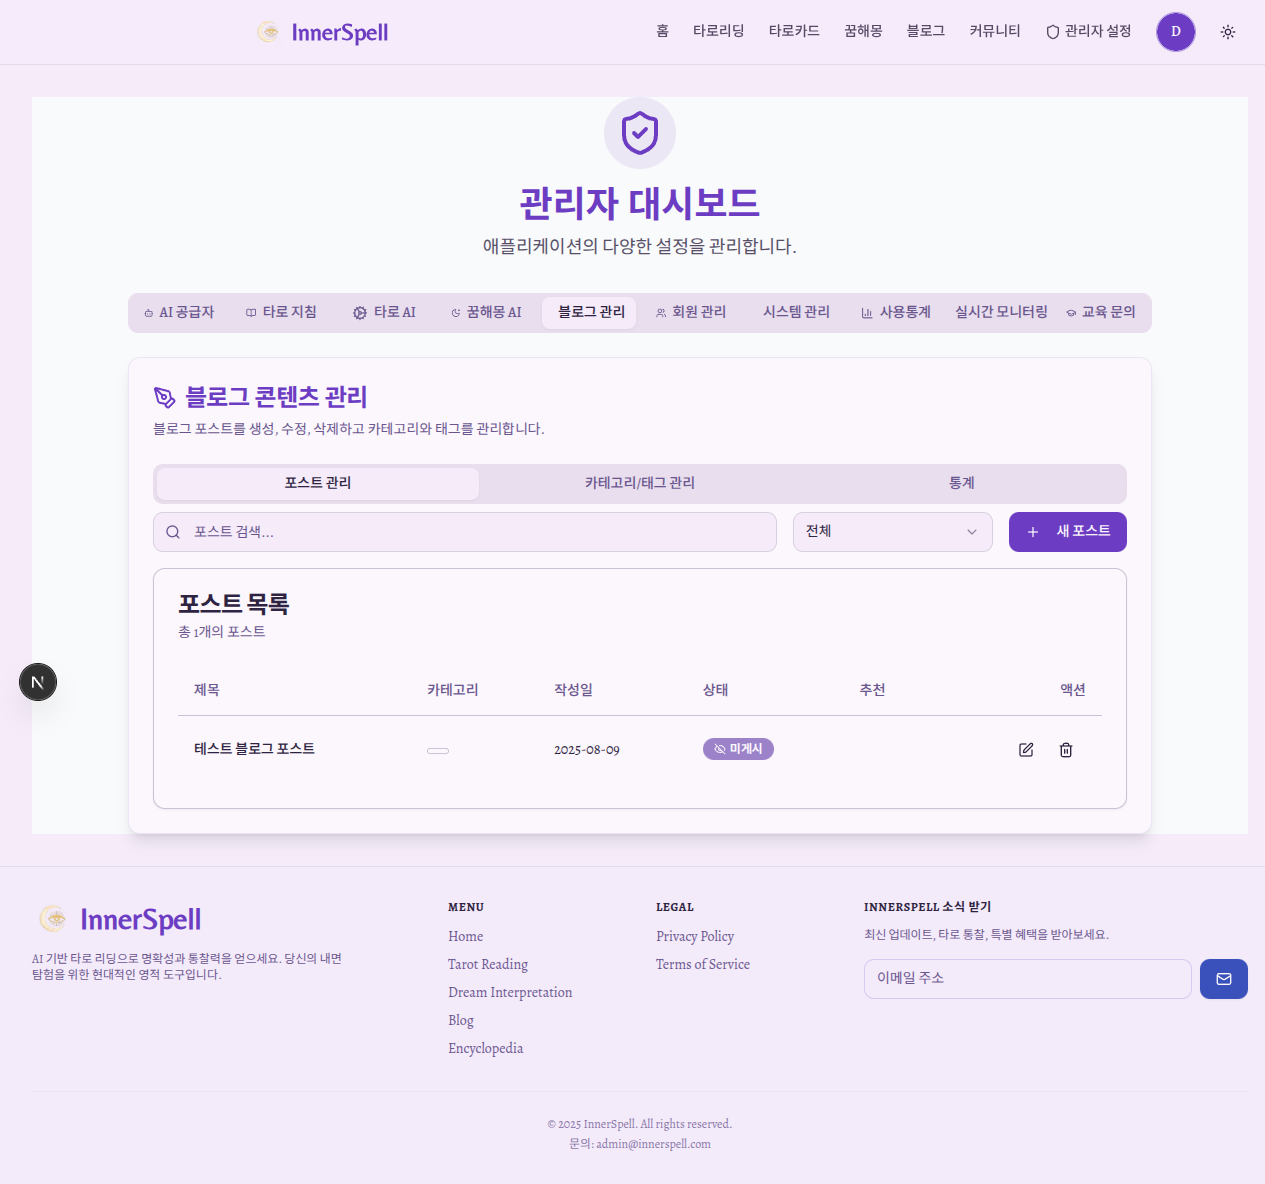 InnerSpell
홈 타로리딩 타로카드 꿈해몽 블로그 커뮤니티 관리자 설정 D
관리자 대시보드
애플리케이션의 다양한 설정을 관리합니다.
AI 공급자 타로 지침 타로 AI 꿈해몽 AI 블로그 관리 회원 관리 시스템 관리 사용통계 실시간 모니터링 교육 문의
블로그 콘텐츠 관리
블로그 포스트를 생성, 수정, 삭제하고 카테고리와 태그를 관리합니다.
포스트 관리 카테고리/태그 관리 통계
포스트 검색... 전체 새 포스트
포스트 목록
총 1개의 포스트
제목 카테고리 작성일 상태 추천 액션
테스트 블로그 포스트 2025-08-09 미게시
N
InnerSpell
AI 기반 타로 리딩으로 명확성과 통찰력을 얻으세요. 당신의 내면
탐험을 위한 현대적인 영적 도구입니다.
MENU
Home
Tarot Reading
Dream Interpretation
Blog
Encyclopedia
LEGAL
Privacy Policy
Terms of Service
INNERSPELL 소식 받기
최신 업데이트, 타로 통찰, 특별 혜택을 받아보세요.
이메일 주소
© 2025 InnerSpell. All rights reserved.
문의: admin@innerspell.com